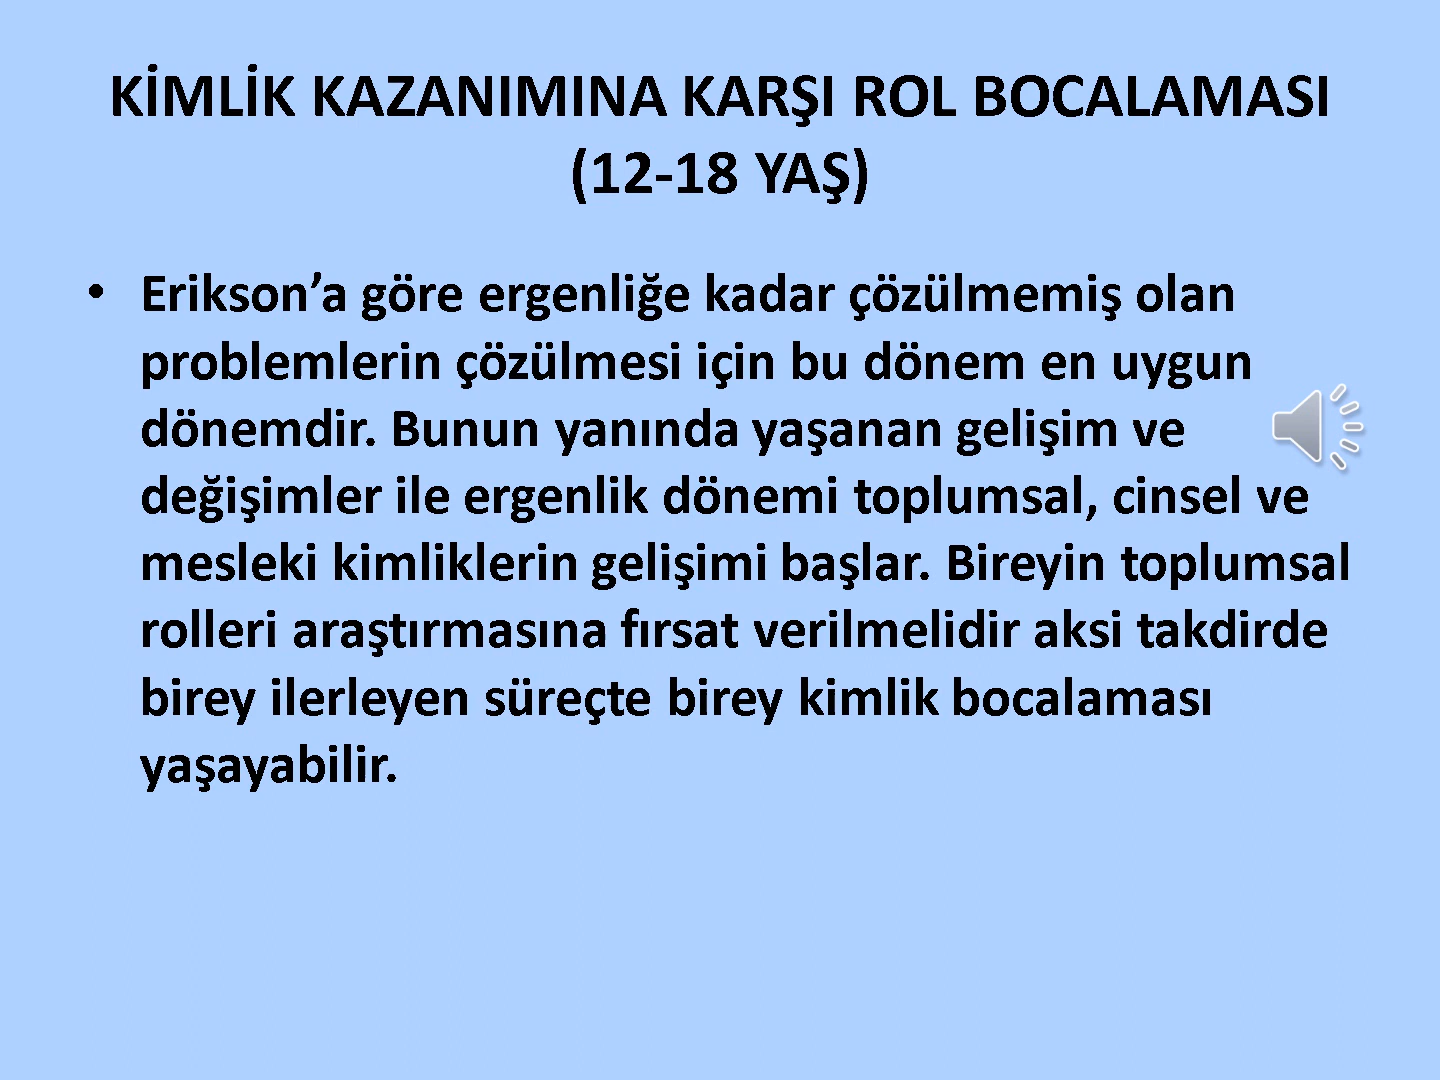 KİMLİK KAZANIMINA KARŞI ROL BOCALAMASI
(12-18 YAŞ)
• Erikson’a göre ergenliğe kadar çözülmemiş olan
problemlerin çözülmesi için bu dönem en uygun
dönemdir. Bunun yanında yaşanan gelişim ve
değişimler ile ergenlik dönemi toplumsal, cinsel ve
mesleki kimliklerin gelişimi başlar. Bireyin toplumsal
rolleri araştırmasına fırsat verilmelidir aksi takdirde
birey ilerleyen süreçte birey kimlik bocalaması
yaşayabilir.